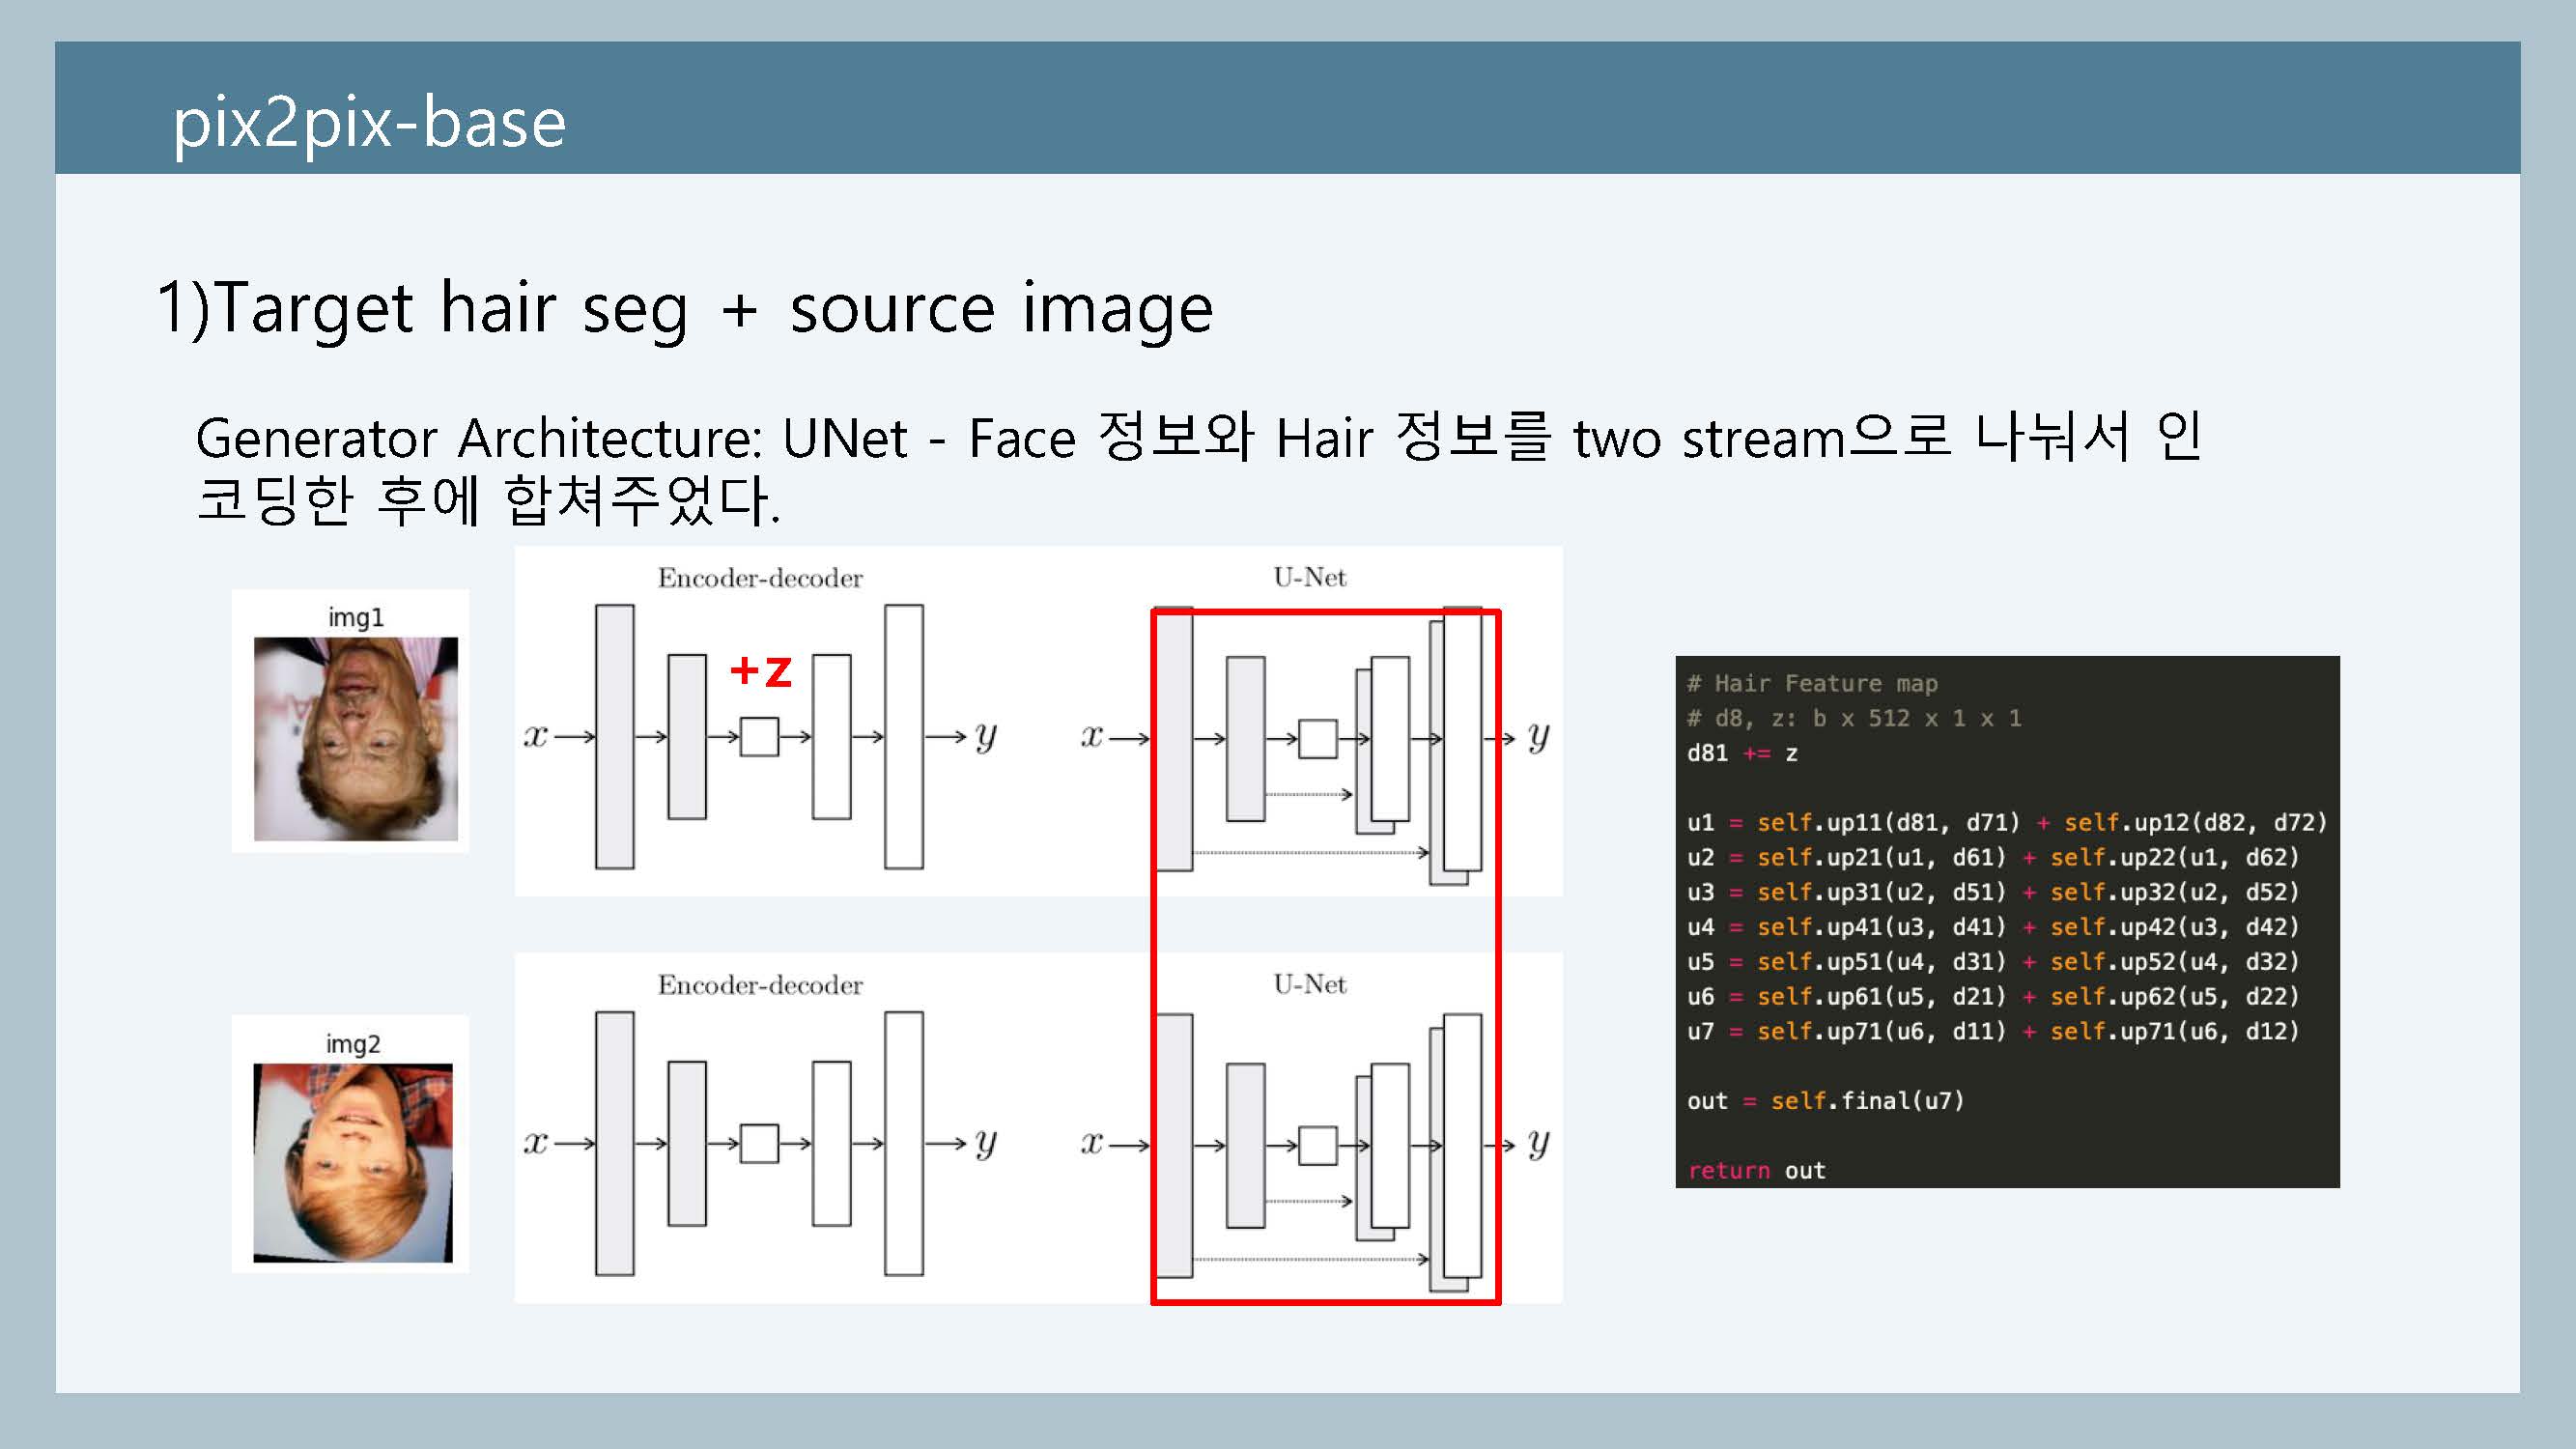 pix2pix-base
1)Target hair seg + source image
Generator Architecture: UNet - Face 정보와 Hair 정보를 two stream으로 나눠서 인
코딩한 후에 합쳐주었다.
img1
Encoder-decoder
U-Net
+z
x
y
x
y
img2
Encoder-decoder
U-Net
x
y
x
y
# Hair Feature map
# d8, z: b x 512 x 1 x 1
d81 += z
u1 = self.up11(d81, d71) + self.up12(d82, d72)
u2 = self.up21(u1, d61) + self.up22(u1, d62)
u3 = self.up31(u2, d51) + self.up32(u2, d52)
u4 = self.up41(u3, d41) + self.up42(u3, d42)
u5 = self.up51(u4, d31) + self.up52(u4, d32)
u6 = self.up61(u5, d21) + self.up62(u5, d22)
u7 = self.up71(u6, d11) + self.up71(u6, d12)
out = self.final(u7)
return out